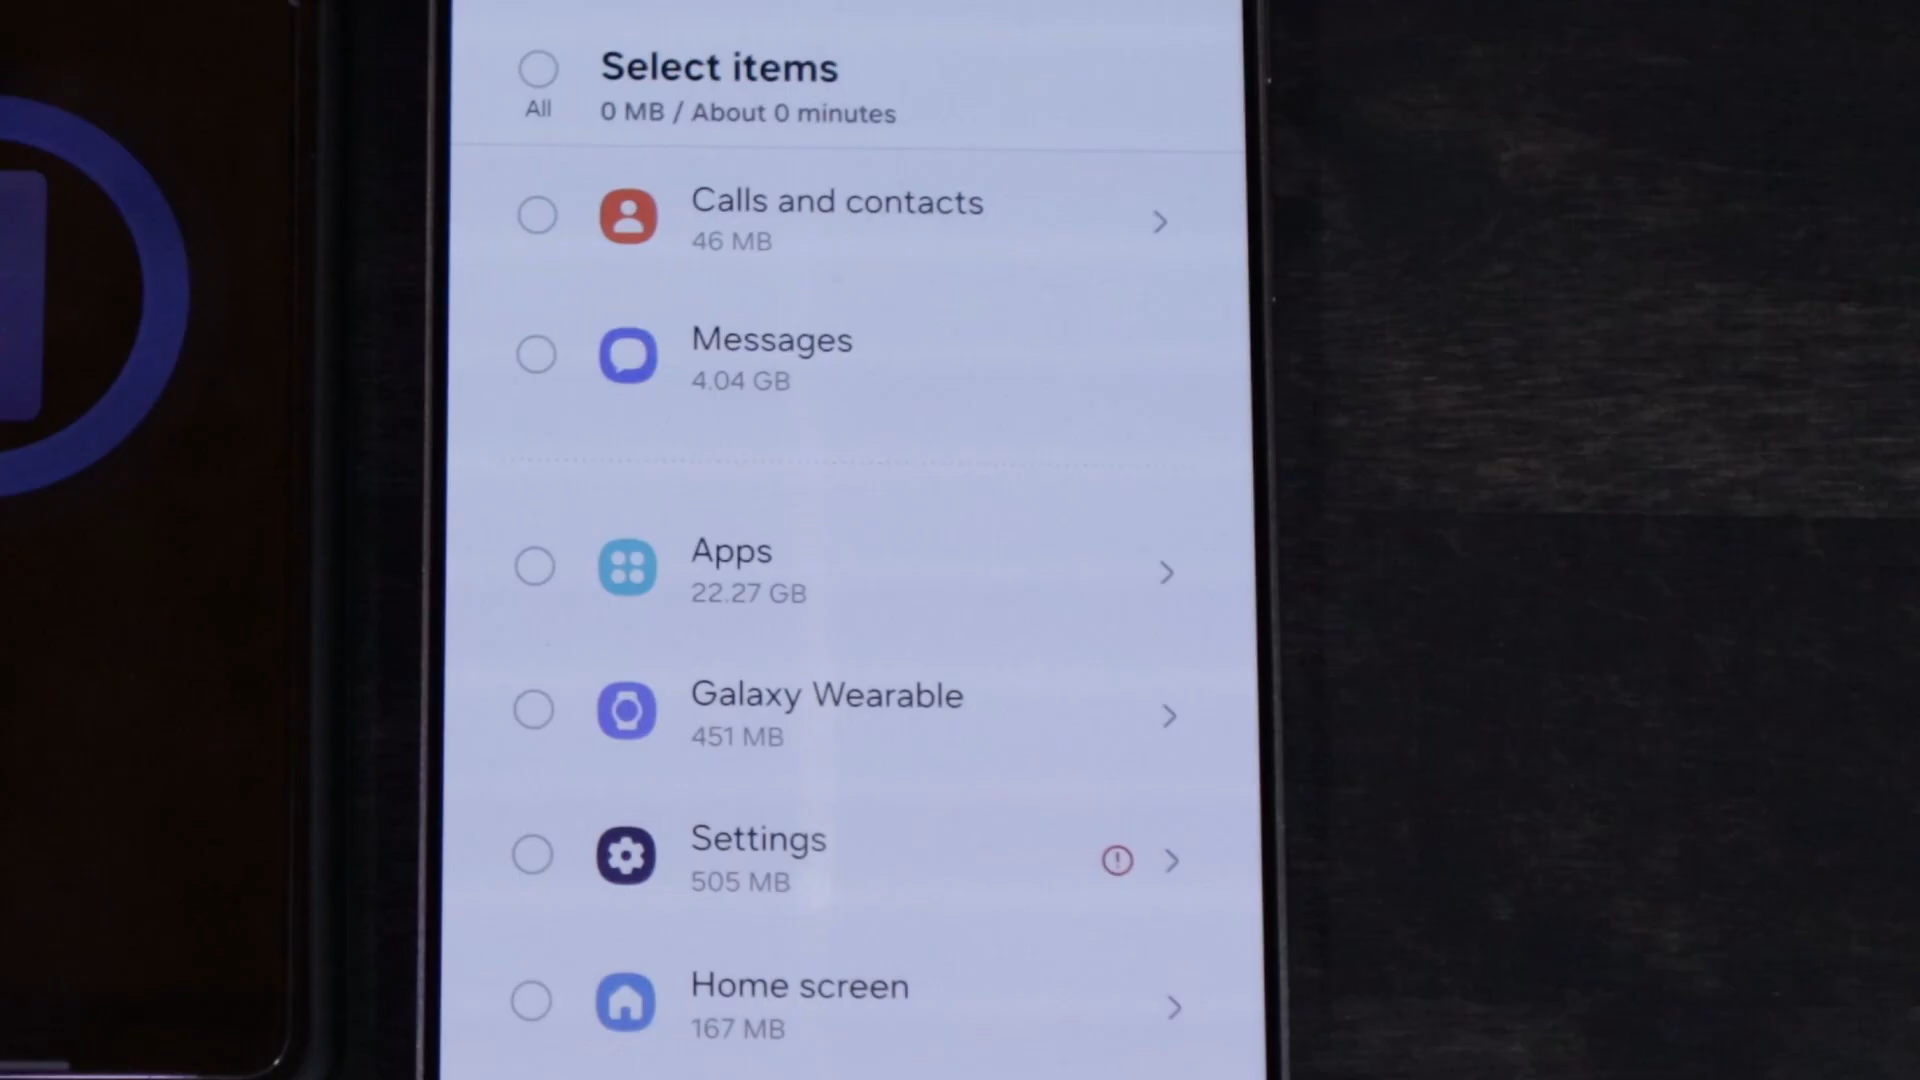 Select items
All
0 MB / About 0 minutes
Calls and contacts
46 MB
Messages
4.04 GB
Apps
22.27 GB
Galaxy Wearable
451 MB
Settings
505 MB
Home screen
167 MB